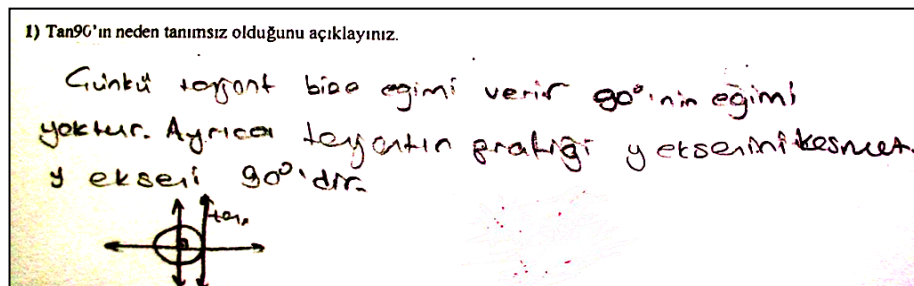 1) Tan90'ın neden tanımsız olduğunu açıklayınız.
Çünkü tanjant bize eğimi verir 90°'nin eğimi
yoktur. Ayrıca tanjantın grafiği y eksenini kesmez.
y ekseni 90°'dir.
tan